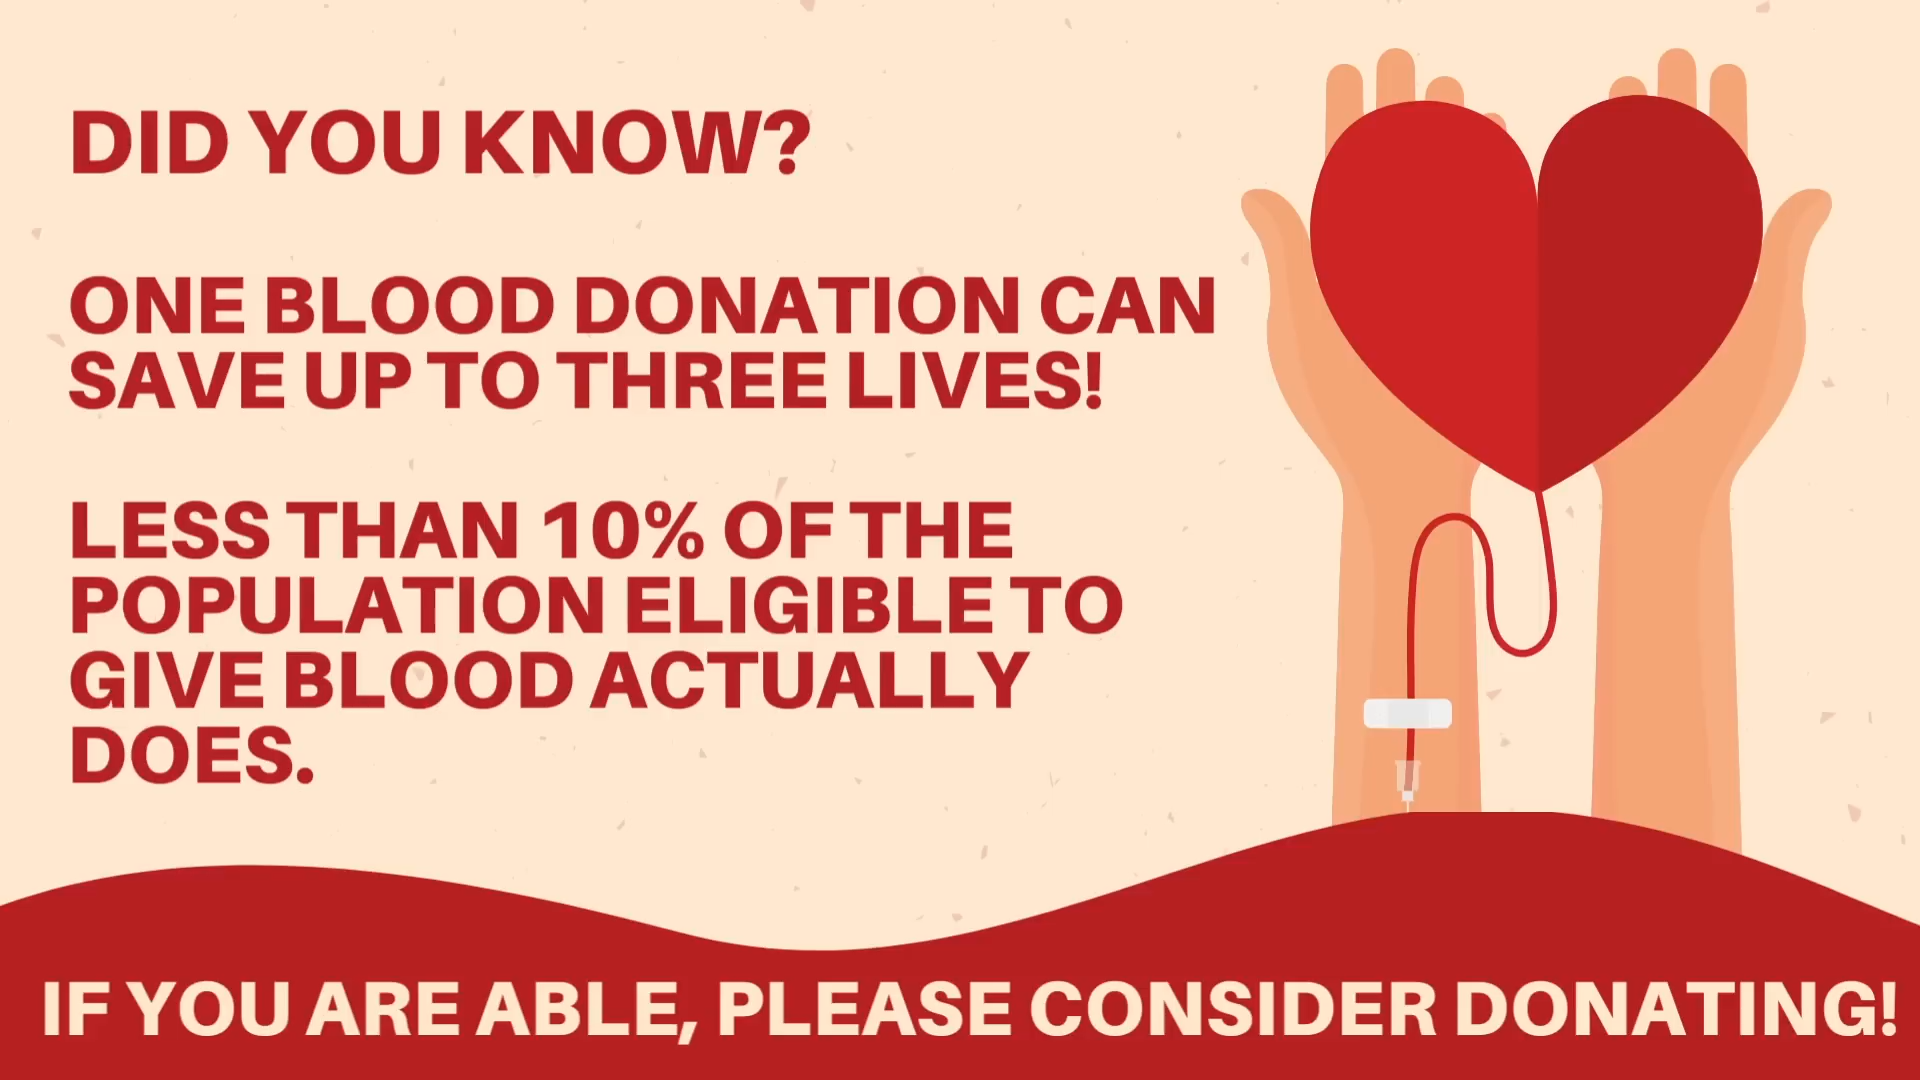 DID YOU KNOW?
ONE BLOOD DONATION CAN
SAVE UP TO THREE LIVES!
LESS THAN 10% OF THE
POPULATION ELIGIBLE TO
GIVE BLOOD ACTUALLY
DOES.
IF YOU ARE ABLE, PLEASE CONSIDER DONATING!